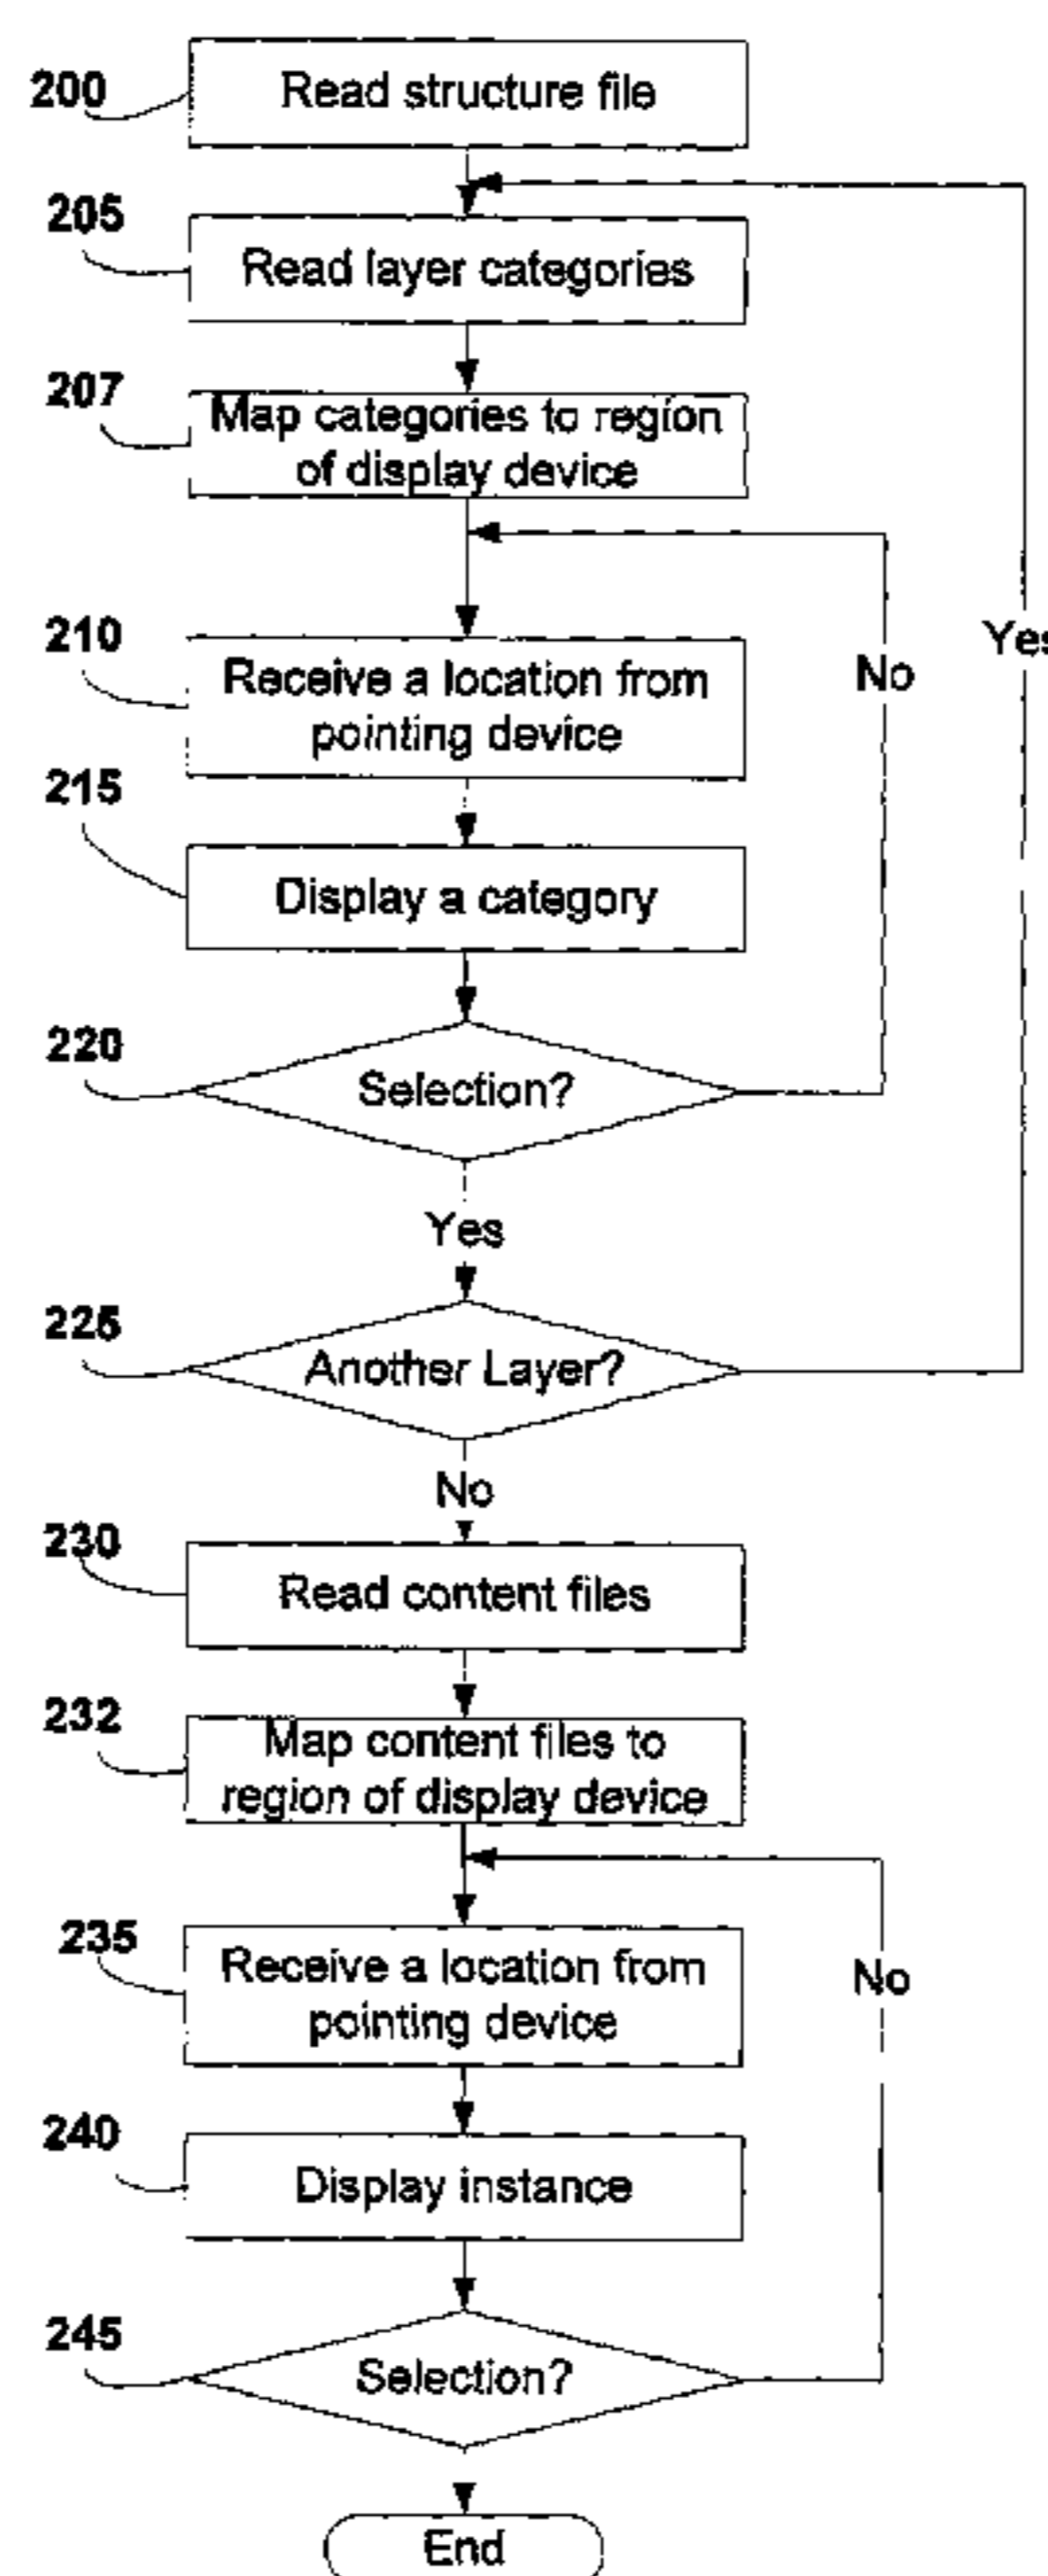 200
Read structure file
205
Read layer categories
207
Map categories to region
of display device
210
Receive a location from
pointing device
No
Yes
215
Display a category
220
Selection?
Yes
225
Another Layer?
No
230
Read content files
232
Map content files to
region of display device
235
Receive a location from
pointing device
No
240
Display instance
245
Selection?
End